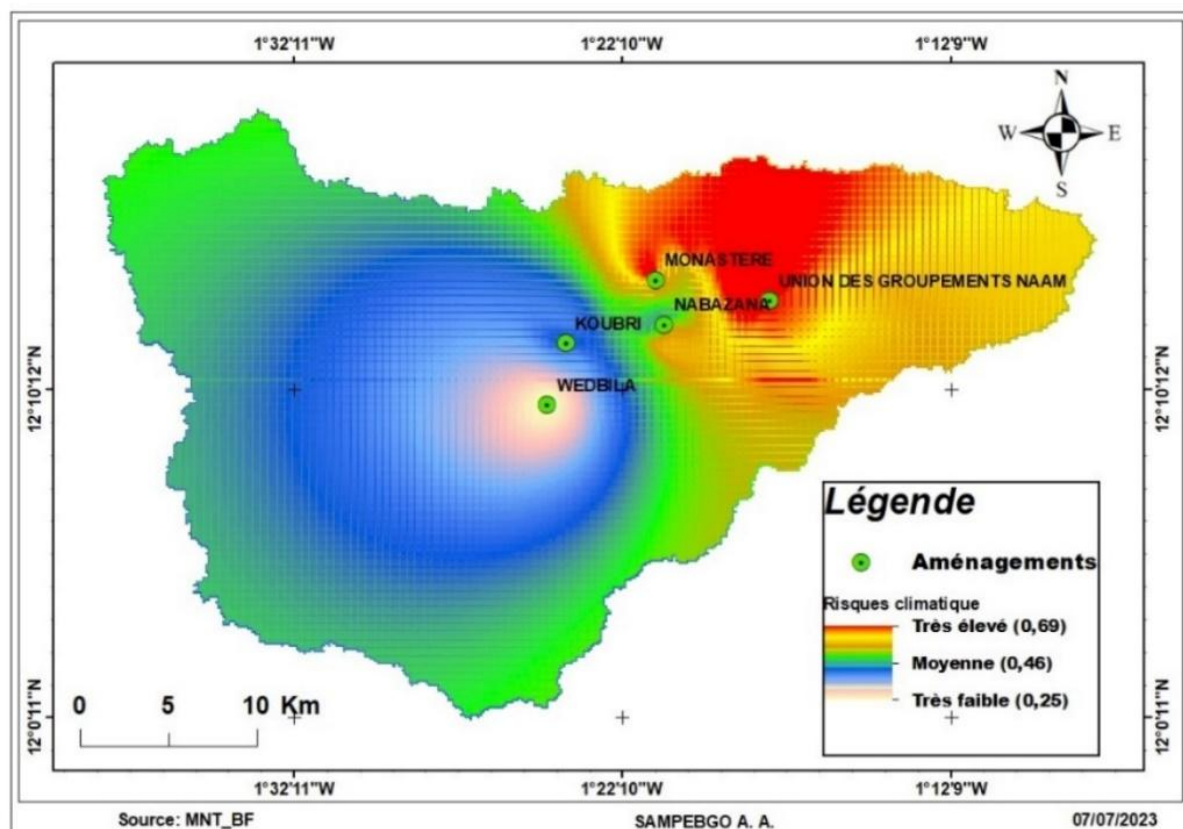 1°32'11"W 1°22'10"W 1°12'9"W
N
W E
S
MONASTERE
UNION DES GROUPEMENTS NAAM
NABAZANA
KOUBRI
12°10'12"N 12°10'12"N
WEDBILA
Légende
Aménagements
Risques climatique
Très élevé (0,69)
Moyenne (0,46)
Très faible (0,25)
0 5 10 Km
12°0'11"N 12°0'11"N
1°32'11"W 1°22'10"W 1°12'9"W
Source: MNT_BF SAMPEBGO A. A. 07/07/2023